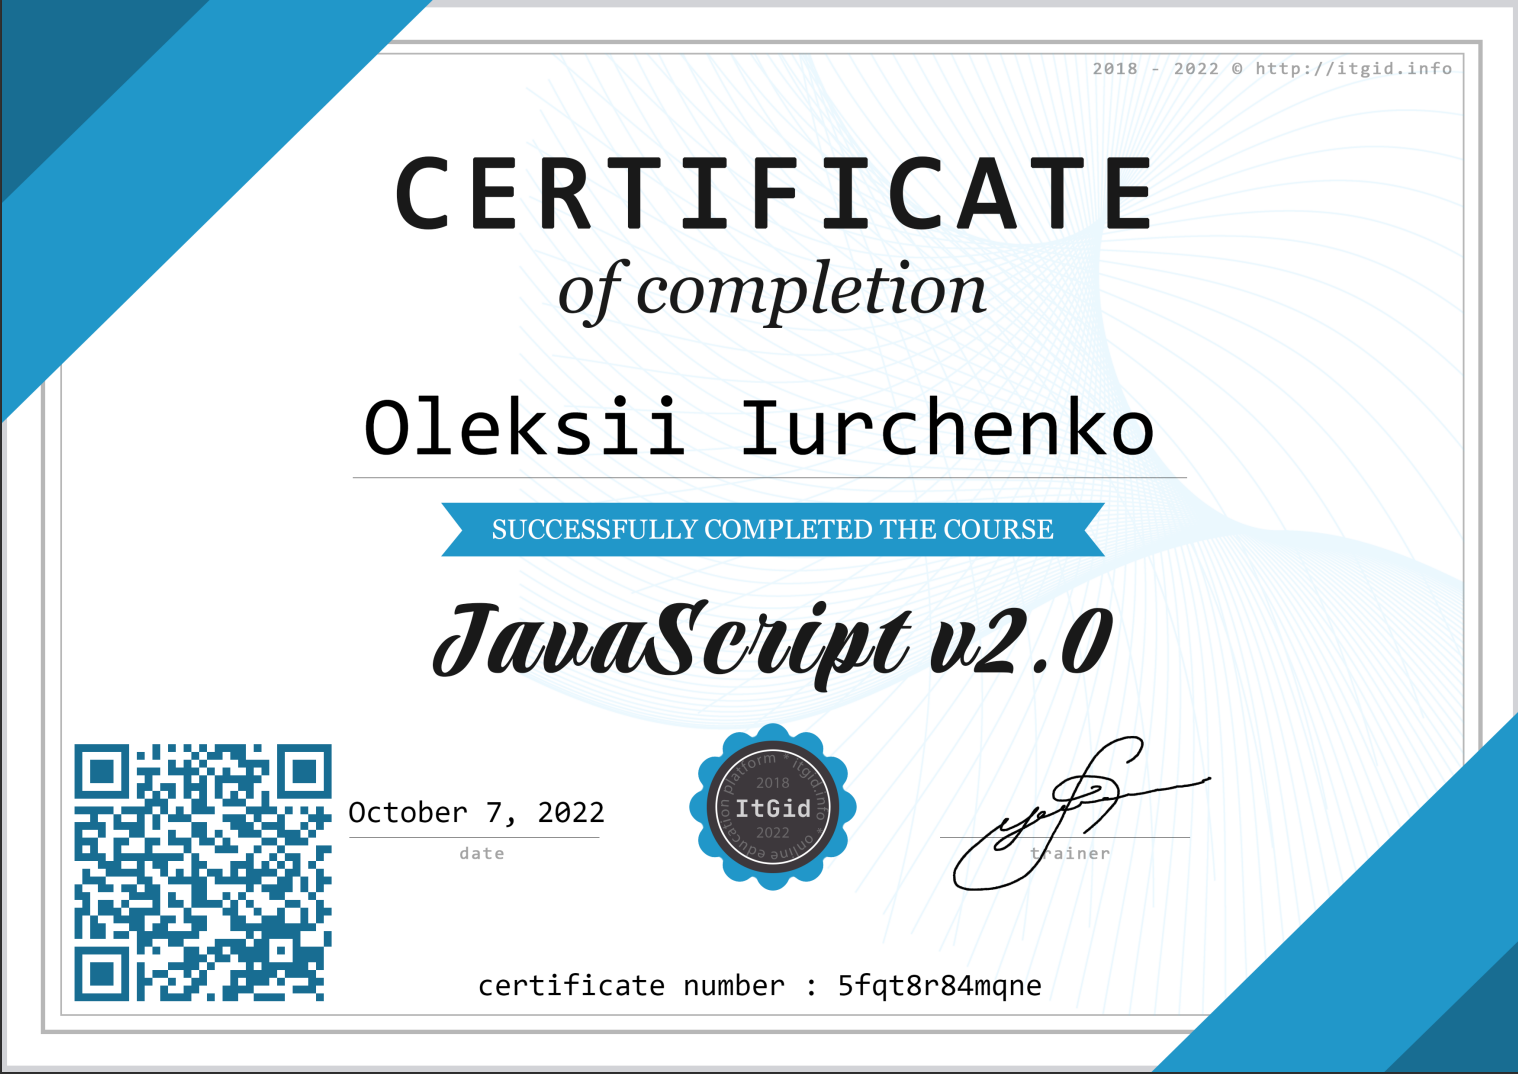 2018 - 2022 © http://itgid.info
CERTIFICATE
of completion
Oleksii Iurchenko
SUCCESSFULLY COMPLETED THE COURSE
JavaScript v2.0
October 7, 2022
date
online education platform * itgid.info *
2018
ItGid
2022
trainer
certificate number : 5fqt8r84mqne